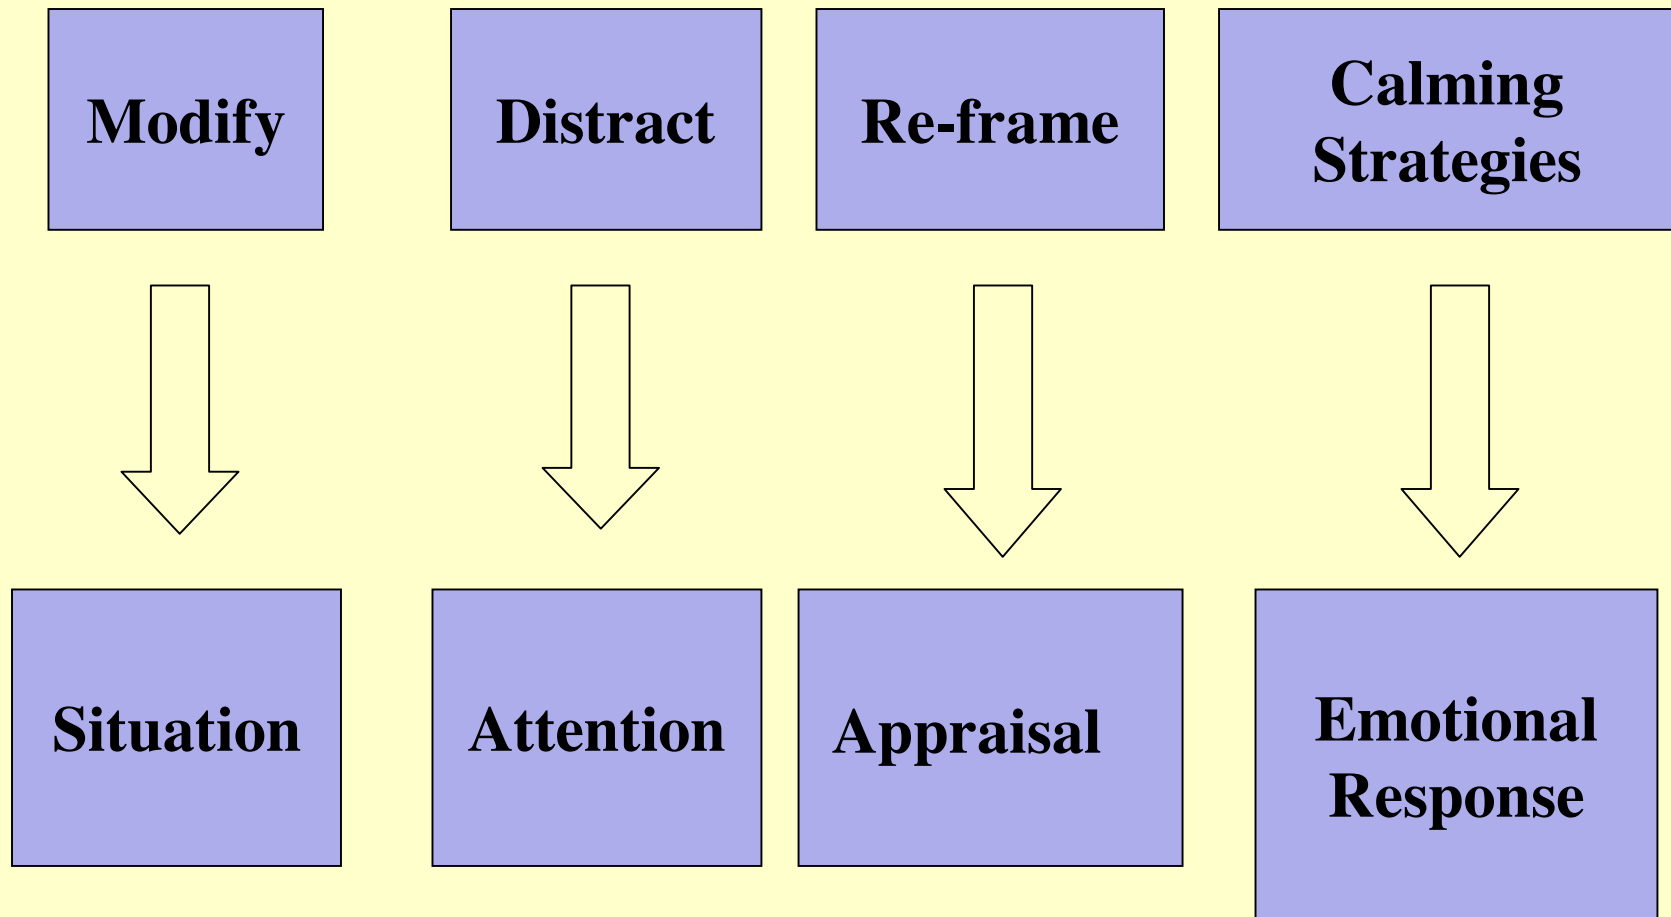 Modify
Distract
Re-frame
Calming
Strategies
Situation
Attention
Appraisal
Emotional
Response